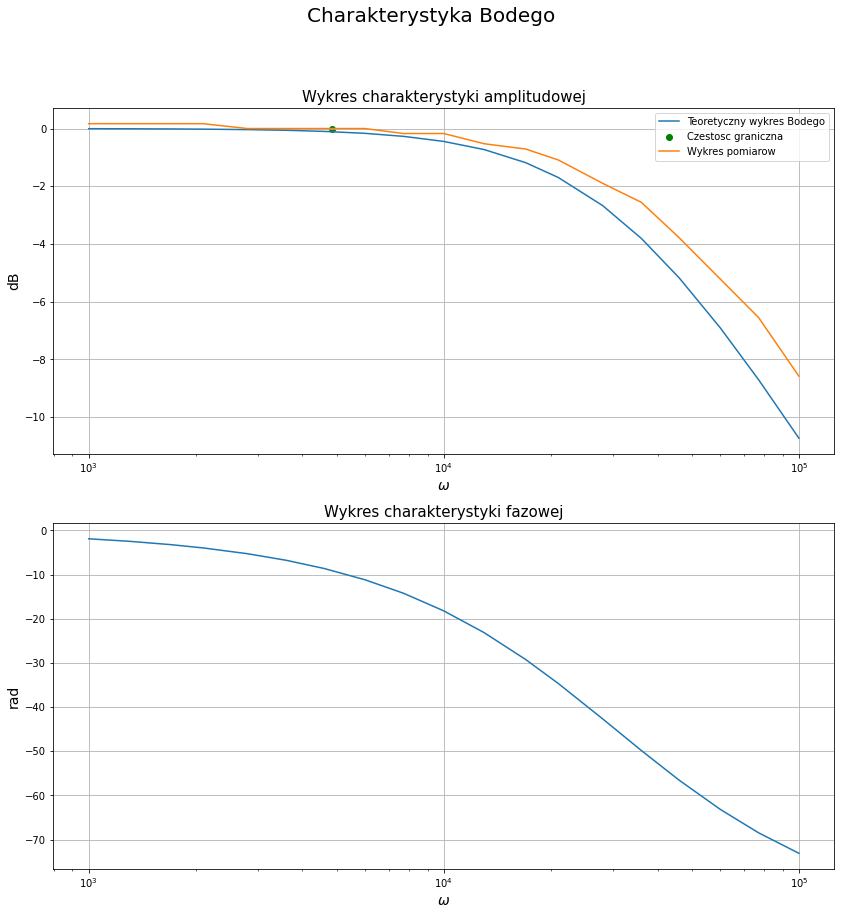 Charakterystyka Bodego
Wykres charakterystyki amplitudowej
Teoretyczny wykres Bodego
Czestosc graniczna
Wykres pomiarow
dB
0
−2
−4
−6
−8
−10
10³
10⁴
10⁵
ω
Wykres charakterystyki fazowej
rad
0
−10
−20
−30
−40
−50
−60
−70
10³
10⁴
10⁵
ω